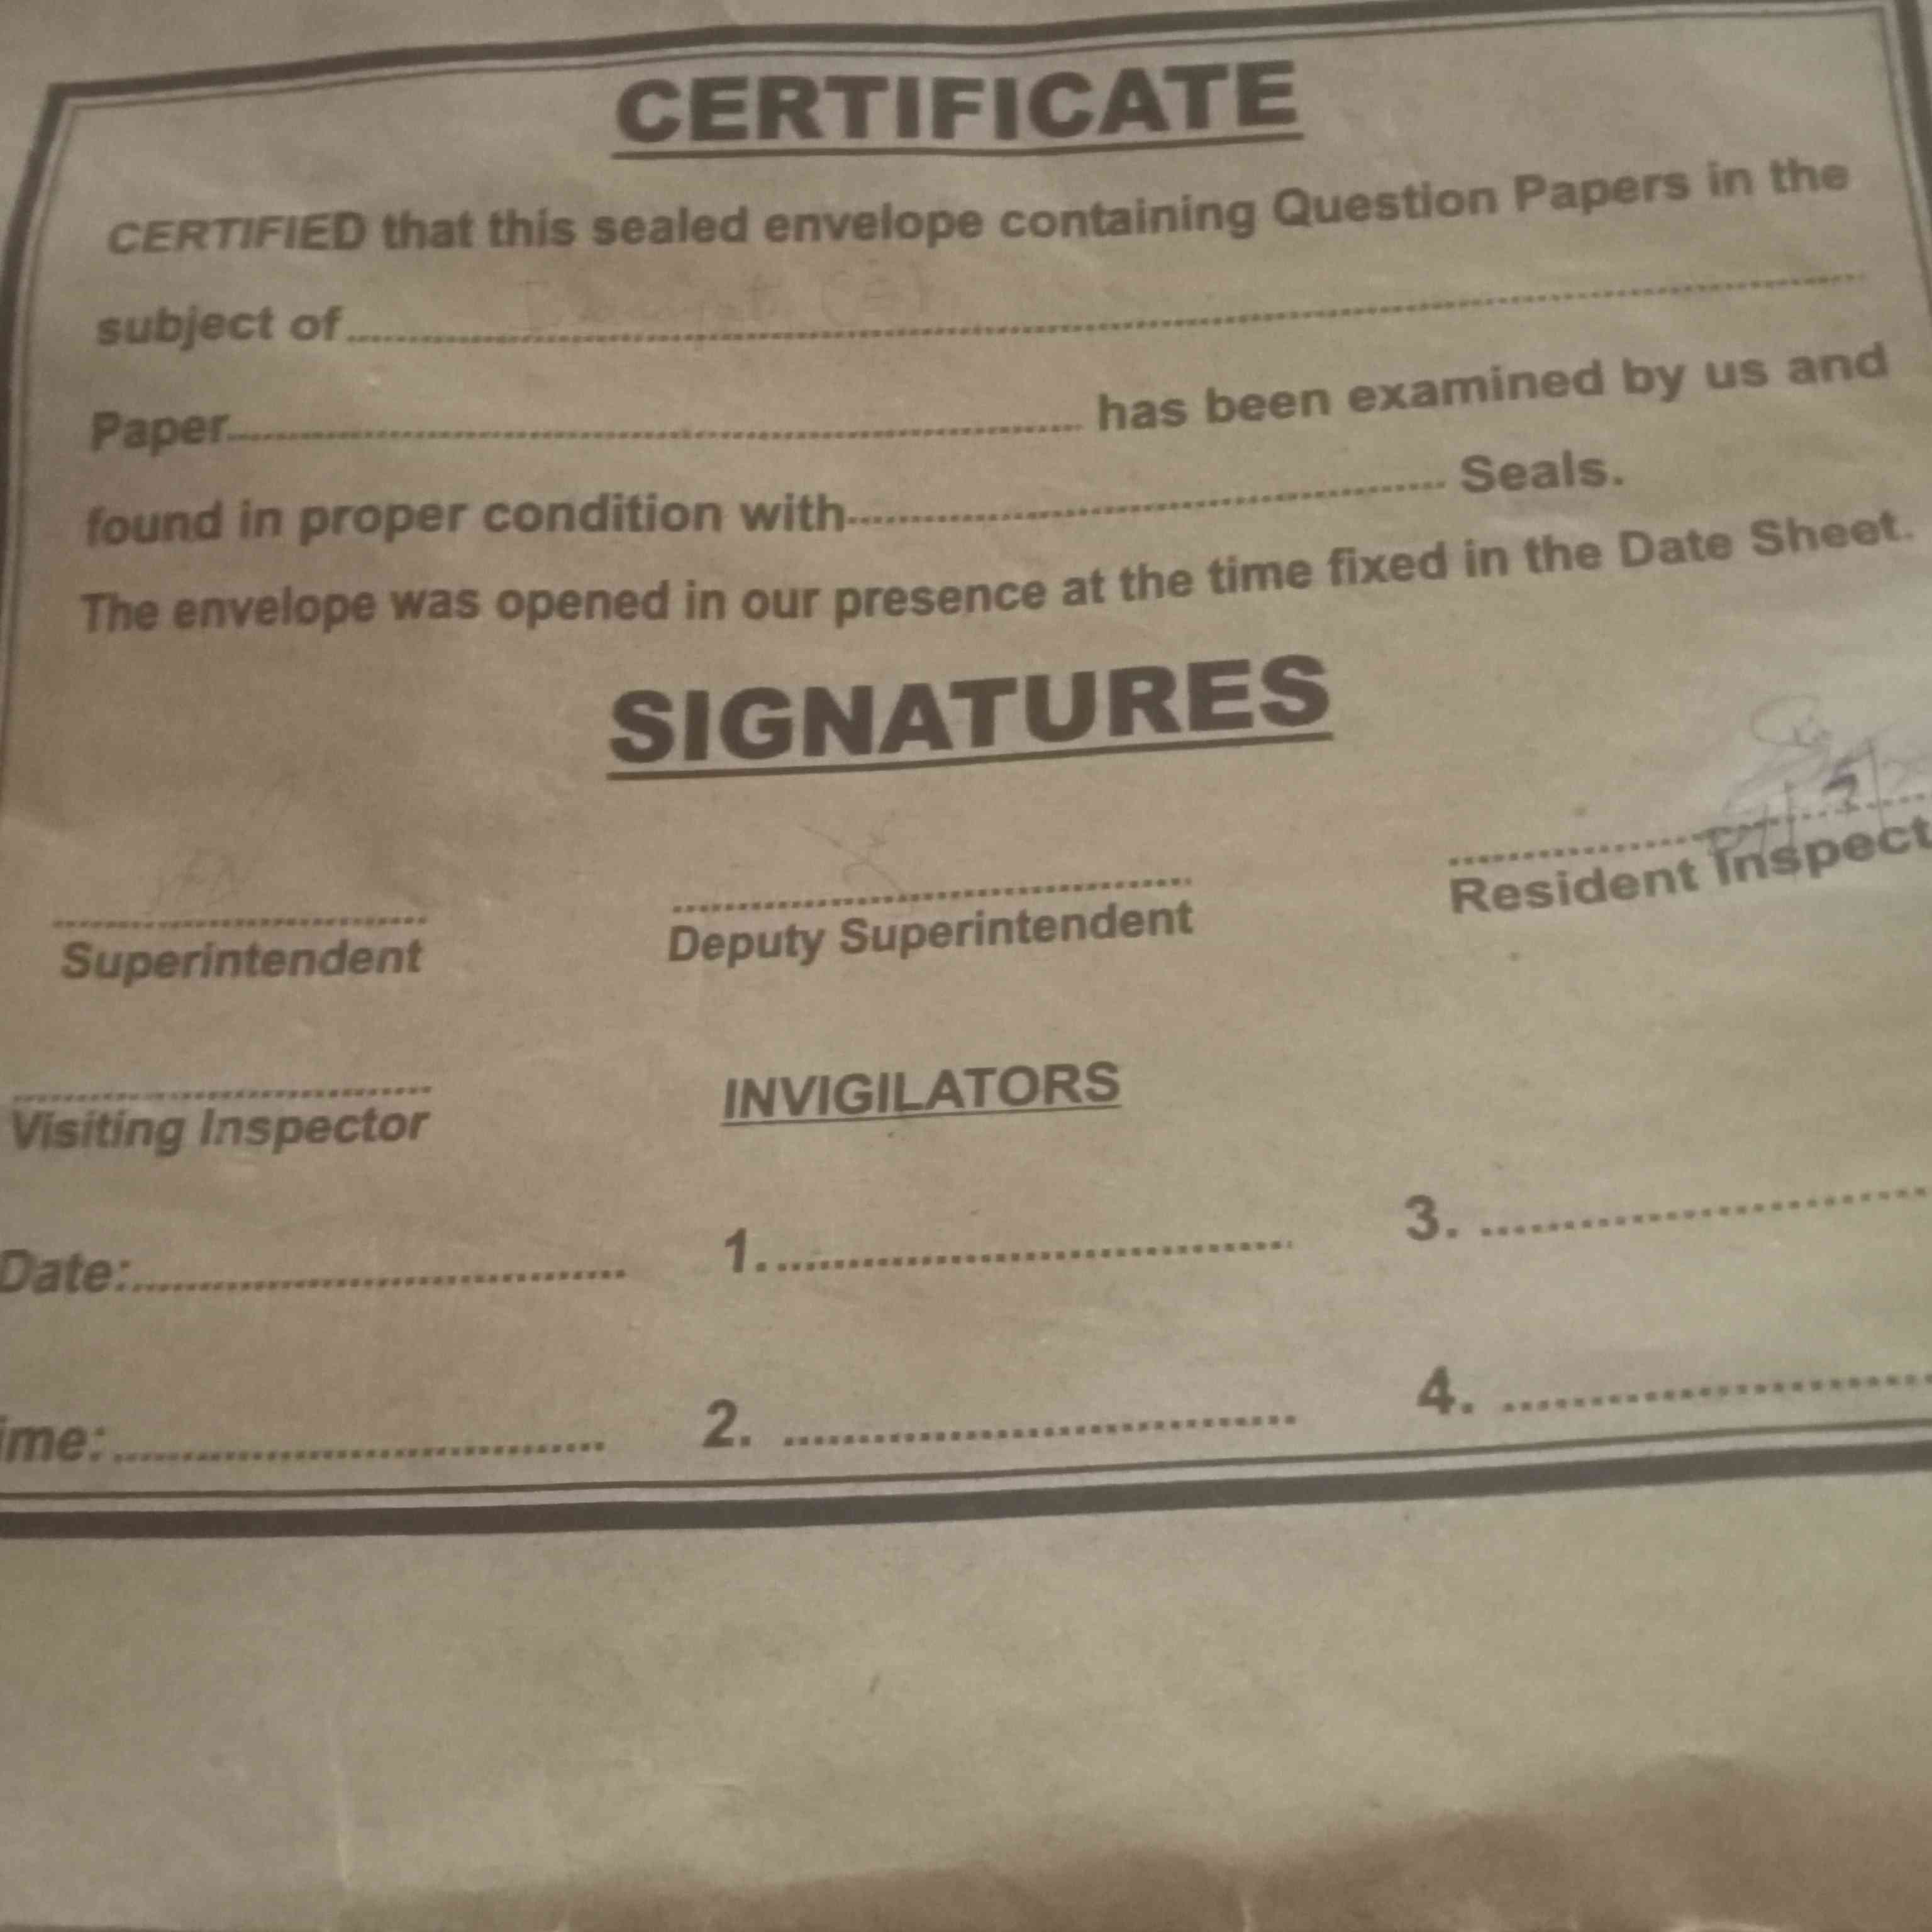 CERTIFICATE
CERTIFIED that this sealed envelope containing Question Papers in the
subject of
Paper has been examined by us and
found in proper condition with Seals.
The envelope was opened in our presence at the time fixed in the Date Sheet.
SIGNATURES
Superintendent Deputy Superintendent Resident Inspect
Visiting Inspector INVIGILATORS
Date: 1. 3.
ime: 2. 4.